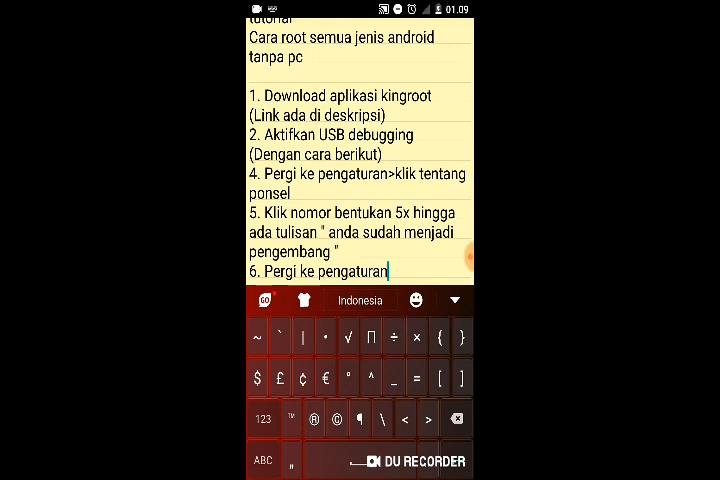 01.09
tutorial
Cara root semua jenis android
tanpa pc
1. Download aplikasi kingroot
(Link ada di deskripsi)
2. Aktifkan USB debugging
(Dengan cara berikut)
4. Pergi ke pengaturan>klik tentang
ponsel
5. Klik nomor bentukan 5x hingga
ada tulisan " anda sudah menjadi
pengembang "
6. Pergi ke pengaturan
GO Indonesia
~ ` | • √ Π ÷ × { }
$ £ ¢ € ° ^ _ = [ ]
123 ™ ® © ¶ \ < >
ABC „ DU RECORDER